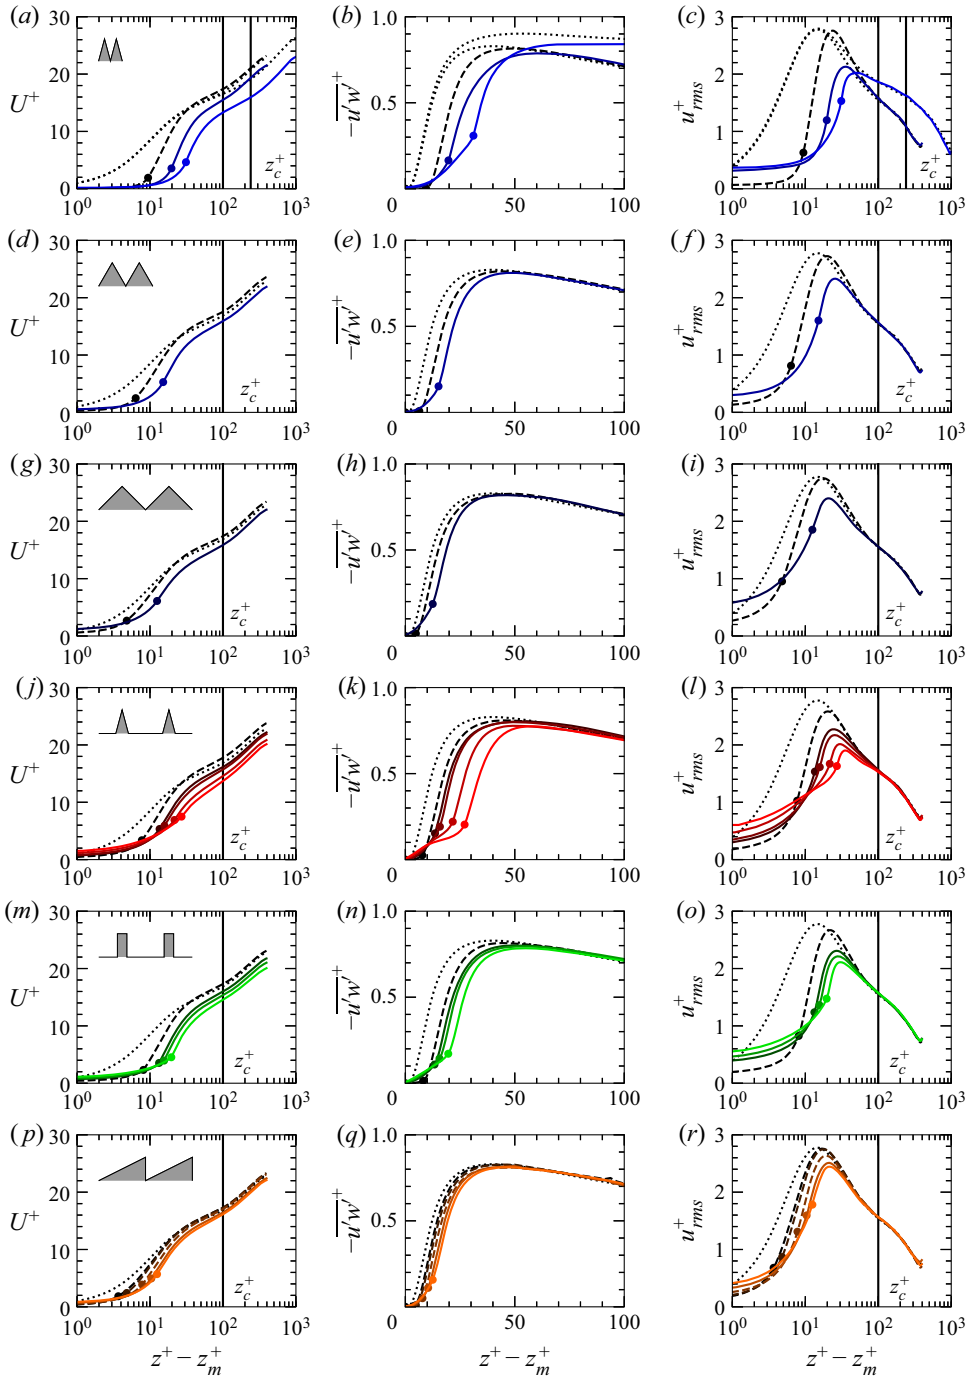 (a) (b) (c)
30 20 10 0 U+ z_c^+ 10^0 10^1 10^2 10^3
1.0 0.5 −u′w′^+ 0 50 100
3 2 1 0 u_rms^+ z_c^+ 10^0 10^1 10^2 10^3
(d) (e) (f)
30 20 10 0 U+ z_c^+ 10^0 10^1 10^2 10^3
1.0 0.5 −u′w′^+ 0 50 100
3 2 1 0 u_rms^+ z_c^+ 10^0 10^1 10^2 10^3
(g) (h) (i)
30 20 10 0 U+ z_c^+ 10^0 10^1 10^2 10^3
1.0 0.5 −u′w′^+ 0 50 100
3 2 1 0 u_rms^+ z_c^+ 10^0 10^1 10^2 10^3
(j) (k) (l)
30 20 10 0 U+ z_c^+ 10^0 10^1 10^2 10^3
1.0 0.5 −u′w′^+ 0 50 100
3 2 1 0 u_rms^+ z_c^+ 10^0 10^1 10^2 10^3
(m) (n) (o)
30 20 10 0 U+ z_c^+ 10^0 10^1 10^2 10^3
1.0 0.5 −u′w′^+ 0 50 100
3 2 1 0 u_rms^+ z_c^+ 10^0 10^1 10^2 10^3
(p) (q) (r)
30 20 10 0 U+ z_c^+ 10^0 10^1 10^2 10^3
1.0 0.5 −u′w′^+ 0 50 100
3 2 1 0 u_rms^+ z_c^+ 10^0 10^1 10^2 10^3
z^+ − z_m^+ z^+ − z_m^+ z^+ − z_m^+